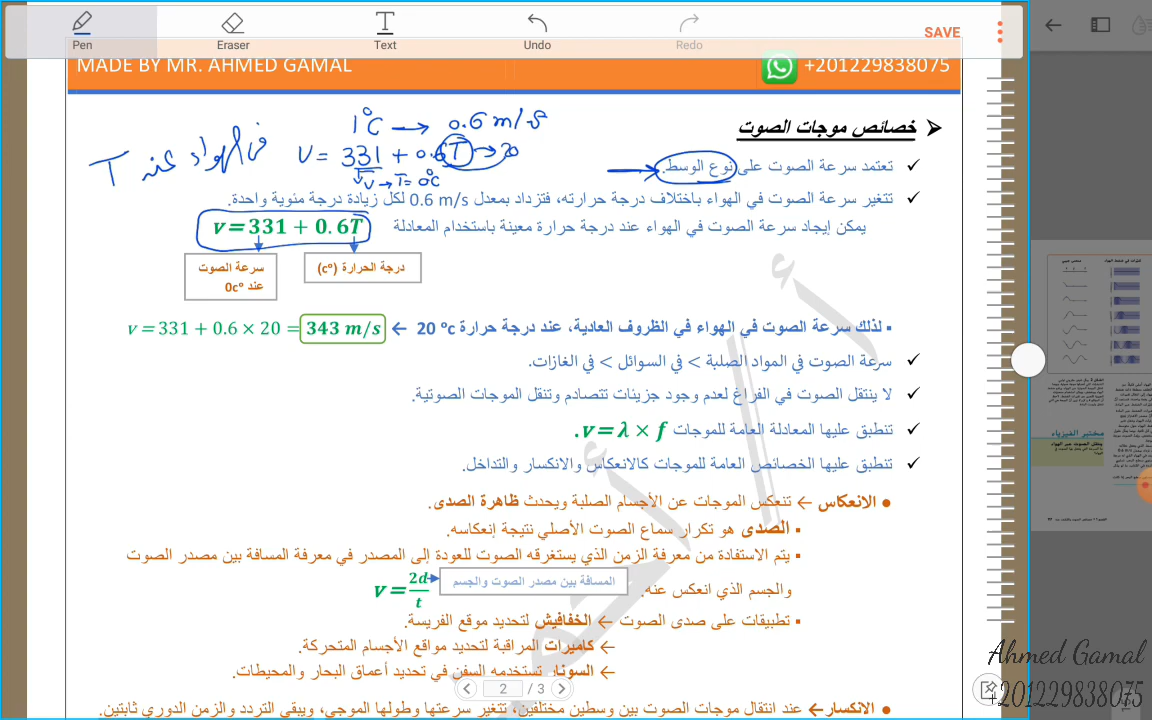 Pen
Eraser
Text
Undo
Redo
SAVE
MADE BY MR. AHMED GAMAL
+201229838075
1°C → 0.6 m/s
v = 331 + 0.6T → 20
v → T = 0°C
في الهواء عند T
خصائص موجات الصوت
تعتمد سرعة الصوت على نوع الوسط.
تتغير سرعة الصوت في الهواء باختلاف درجة حرارته، فتزداد بمعدل 0.6 m/s لكل زيادة درجة مئوية واحدة.
يمكن إيجاد سرعة الصوت في الهواء عند درجة حرارة معينة باستخدام المعادلة v = 331 + 0.6T
درجة الحرارة (c°)
سرعة الصوت
عند 0c°
▪ لذلك سرعة الصوت في الهواء في الظروف العادية، عند درجة حرارة 20 °c ← v = 331 + 0.6 × 20 = 343 m/s
سرعة الصوت في المواد الصلبة > في السوائل > في الغازات.
لا ينتقل الصوت في الفراغ لعدم وجود جزيئات تتصادم وتنقل الموجات الصوتية.
تنطبق عليها المعادلة العامة للموجات v = λ × f.
تنطبق عليها الخصائص العامة للموجات كالانعكاس والانكسار والتداخل.
● الانعكاس ← تنعكس الموجات عن الأجسام الصلبة ويحدث ظاهرة الصدى.
▪ الصدى هو تكرار سماع الصوت الأصلي نتيجة إنعكاسه.
▪ يتم الاستفادة من معرفة الزمن الذي يستغرقه الصوت للعودة إلى المصدر في معرفة المسافة بين مصدر الصوت
والجسم الذي انعكس عنه. v = 2d/t
المسافة بين مصدر الصوت والجسم
▪ تطبيقات على صدى الصوت ← الخفافيش لتحديد موقع الفريسة.
← كاميرات المراقبة لتحديد مواقع الأجسام المتحركة.
← السونار تستخدمه السفن في تحديد أعماق البحار والمحيطات.
2 / 3
● الانكسار ← عند انتقال موجات الصوت بين وسطين مختلفين، تتغير سرعتها وطولها الموجي، ويبقى التردد والزمن الدوري ثابتين.
مختبر الفيزياء
Ahmed Gamal
+201229838075